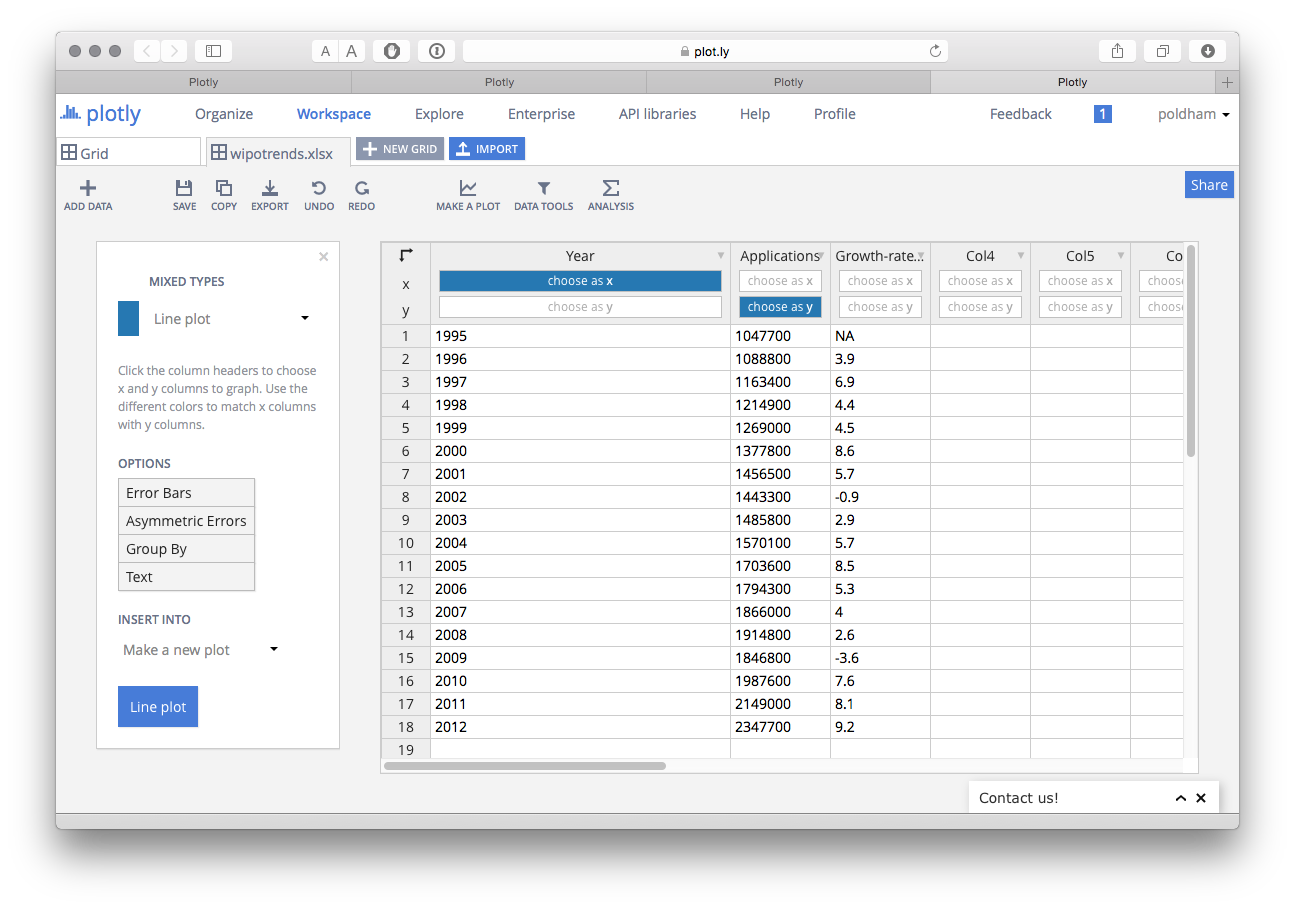 A A plot.ly
Plotly Plotly Plotly Plotly
plotly Organize Workspace Explore Enterprise API libraries Help Profile Feedback 1 poldham
Grid wipotrends.xlsx NEW GRID IMPORT
ADD DATA SAVE COPY EXPORT UNDO REDO MAKE A PLOT DATA TOOLS ANALYSIS Share
MIXED TYPES
Line plot
Click the column headers to choose
x and y columns to graph. Use the
different colors to match x columns
with y columns.
OPTIONS
Error Bars
Asymmetric Errors
Group By
Text
INSERT INTO
Make a new plot
Line plot
Year Applications Growth-rate.. Col4 Col5 Co
x choose as x choose as x choose as x choose as x choose as x choos
y choose as y choose as y choose as y choose as y choose as y choos
1 1995 1047700 NA
2 1996 1088800 3.9
3 1997 1163400 6.9
4 1998 1214900 4.4
5 1999 1269000 4.5
6 2000 1377800 8.6
7 2001 1456500 5.7
8 2002 1443300 -0.9
9 2003 1485800 2.9
10 2004 1570100 5.7
11 2005 1703600 8.5
12 2006 1794300 5.3
13 2007 1866000 4
14 2008 1914800 2.6
15 2009 1846800 -3.6
16 2010 1987600 7.6
17 2011 2149000 8.1
18 2012 2347700 9.2
19
Contact us!